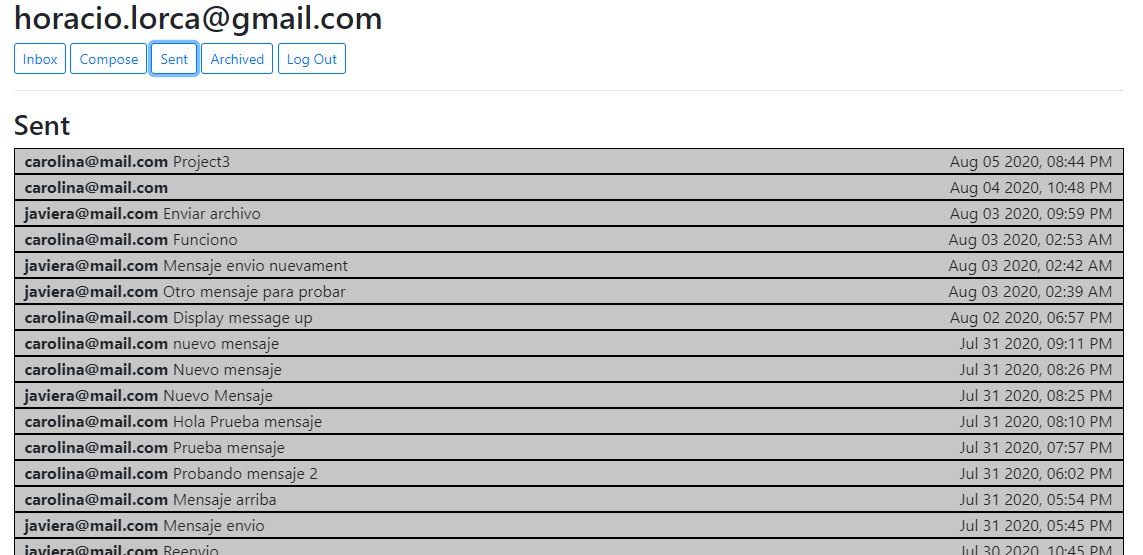 horacio.lorca@gmail.com
Inbox Compose Sent Archived Log Out
Sent
carolina@mail.com Project3 Aug 05 2020, 08:44 PM
carolina@mail.com Aug 04 2020, 10:48 PM
javiera@mail.com Enviar archivo Aug 03 2020, 09:59 PM
carolina@mail.com Funciono Aug 03 2020, 02:53 AM
javiera@mail.com Mensaje envio nuevament Aug 03 2020, 02:42 AM
javiera@mail.com Otro mensaje para probar Aug 03 2020, 02:39 AM
carolina@mail.com Display message up Aug 02 2020, 06:57 PM
carolina@mail.com nuevo mensaje Jul 31 2020, 09:11 PM
carolina@mail.com Nuevo mensaje Jul 31 2020, 08:26 PM
javiera@mail.com Nuevo Mensaje Jul 31 2020, 08:25 PM
carolina@mail.com Hola Prueba mensaje Jul 31 2020, 08:10 PM
carolina@mail.com Prueba mensaje Jul 31 2020, 07:57 PM
carolina@mail.com Probando mensaje 2 Jul 31 2020, 06:02 PM
carolina@mail.com Mensaje arriba Jul 31 2020, 05:54 PM
javiera@mail.com Mensaje envio Jul 31 2020, 05:45 PM
javiera@mail.com Reenvio Jul 30 2020, 10:45 PM